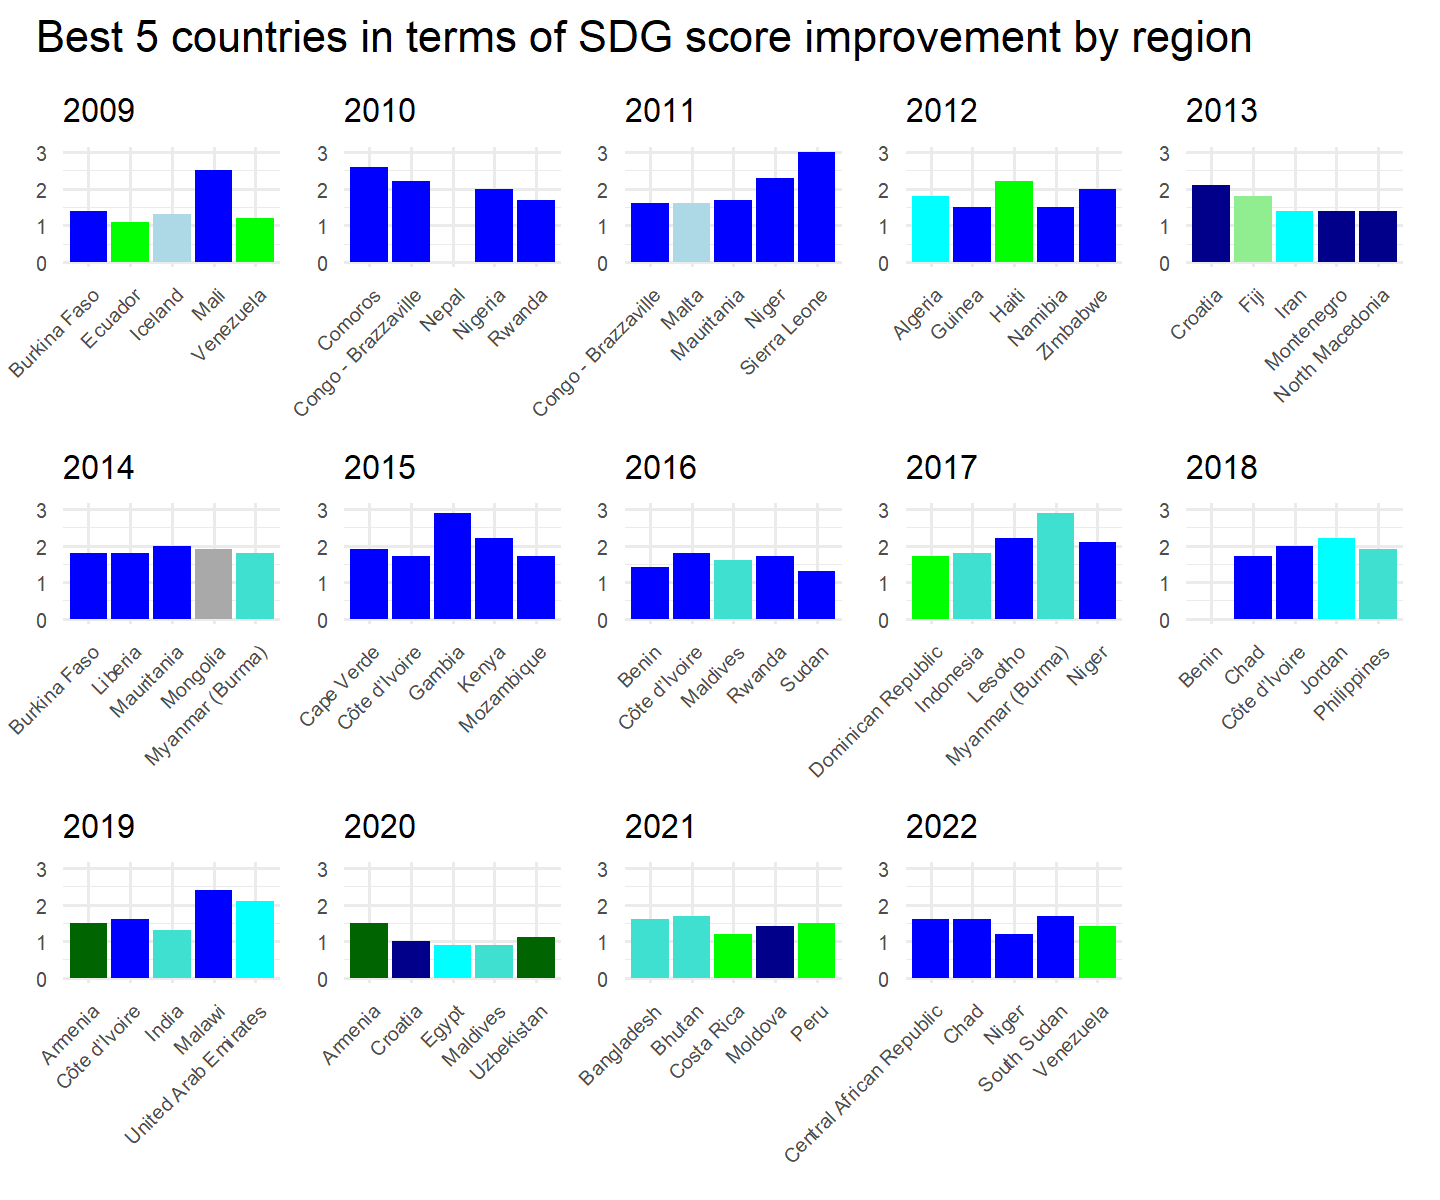 Best 5 countries in terms of SDG score improvement by region
2009
3
2
1
0
Burkina Faso
Ecuador
Iceland
Mali
Venezuela
2010
3
2
1
0
Comoros
Congo - Brazzaville
Nepal
Nigeria
Rwanda
2011
3
2
1
0
Congo - Brazzaville
Malta
Mauritania
Niger
Sierra Leone
2012
3
2
1
0
Algeria
Guinea
Haiti
Namibia
Zimbabwe
2013
3
2
1
0
Croatia
Fiji
Iran
Montenegro
North Macedonia
2014
3
2
1
0
Burkina Faso
Liberia
Mauritania
Mongolia
Myanmar (Burma)
2015
3
2
1
0
Cape Verde
Côte d'Ivoire
Gambia
Kenya
Mozambique
2016
3
2
1
0
Benin
Côte d'Ivoire
Maldives
Rwanda
Sudan
2017
3
2
1
0
Dominican Republic
Indonesia
Lesotho
Myanmar (Burma)
Niger
2018
3
2
1
0
Benin
Chad
Côte d'Ivoire
Jordan
Philippines
2019
3
2
1
0
Armenia
Côte d'Ivoire
India
Malawi
United Arab Emirates
2020
3
2
1
0
Armenia
Croatia
Egypt
Maldives
Uzbekistan
2021
3
2
1
0
Bangladesh
Bhutan
Costa Rica
Moldova
Peru
2022
3
2
1
0
Central African Republic
Chad
Niger
South Sudan
Venezuela